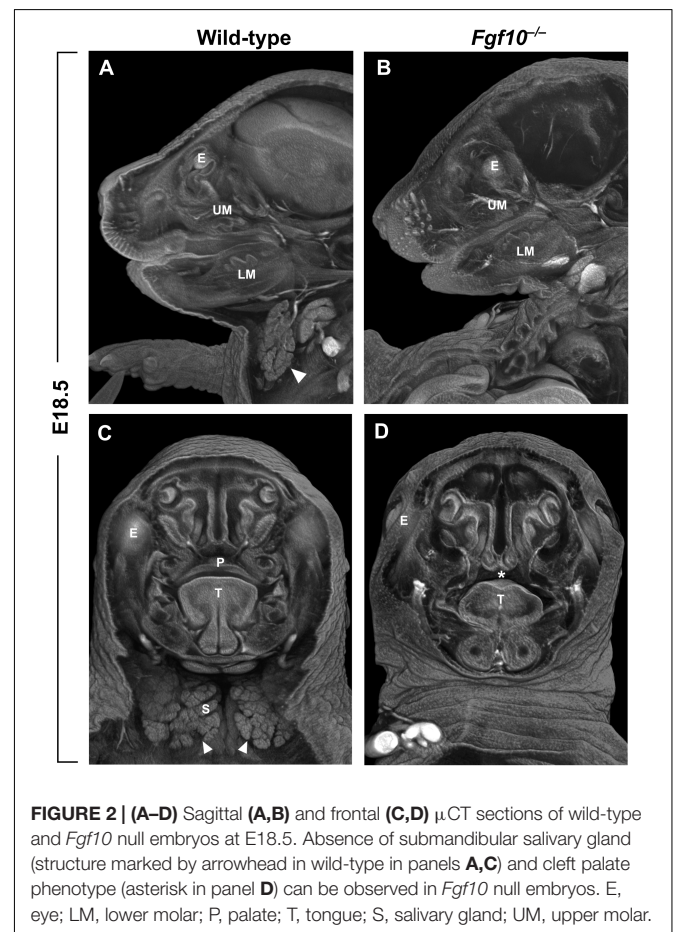 Wild-type
Fgf10–/–
A
B
E
E
UM
UM
LM
LM
E18.5
C
D
E
E
P
*
T
T
S
FIGURE 2 | (A–D) Sagittal (A,B) and frontal (C,D) μCT sections of wild-type
and Fgf10 null embryos at E18.5. Absence of submandibular salivary gland
(structure marked by arrowhead in wild-type in panels A,C) and cleft palate
phenotype (asterisk in panel D) can be observed in Fgf10 null embryos. E,
eye; LM, lower molar; P, palate; T, tongue; S, salivary gland; UM, upper molar.